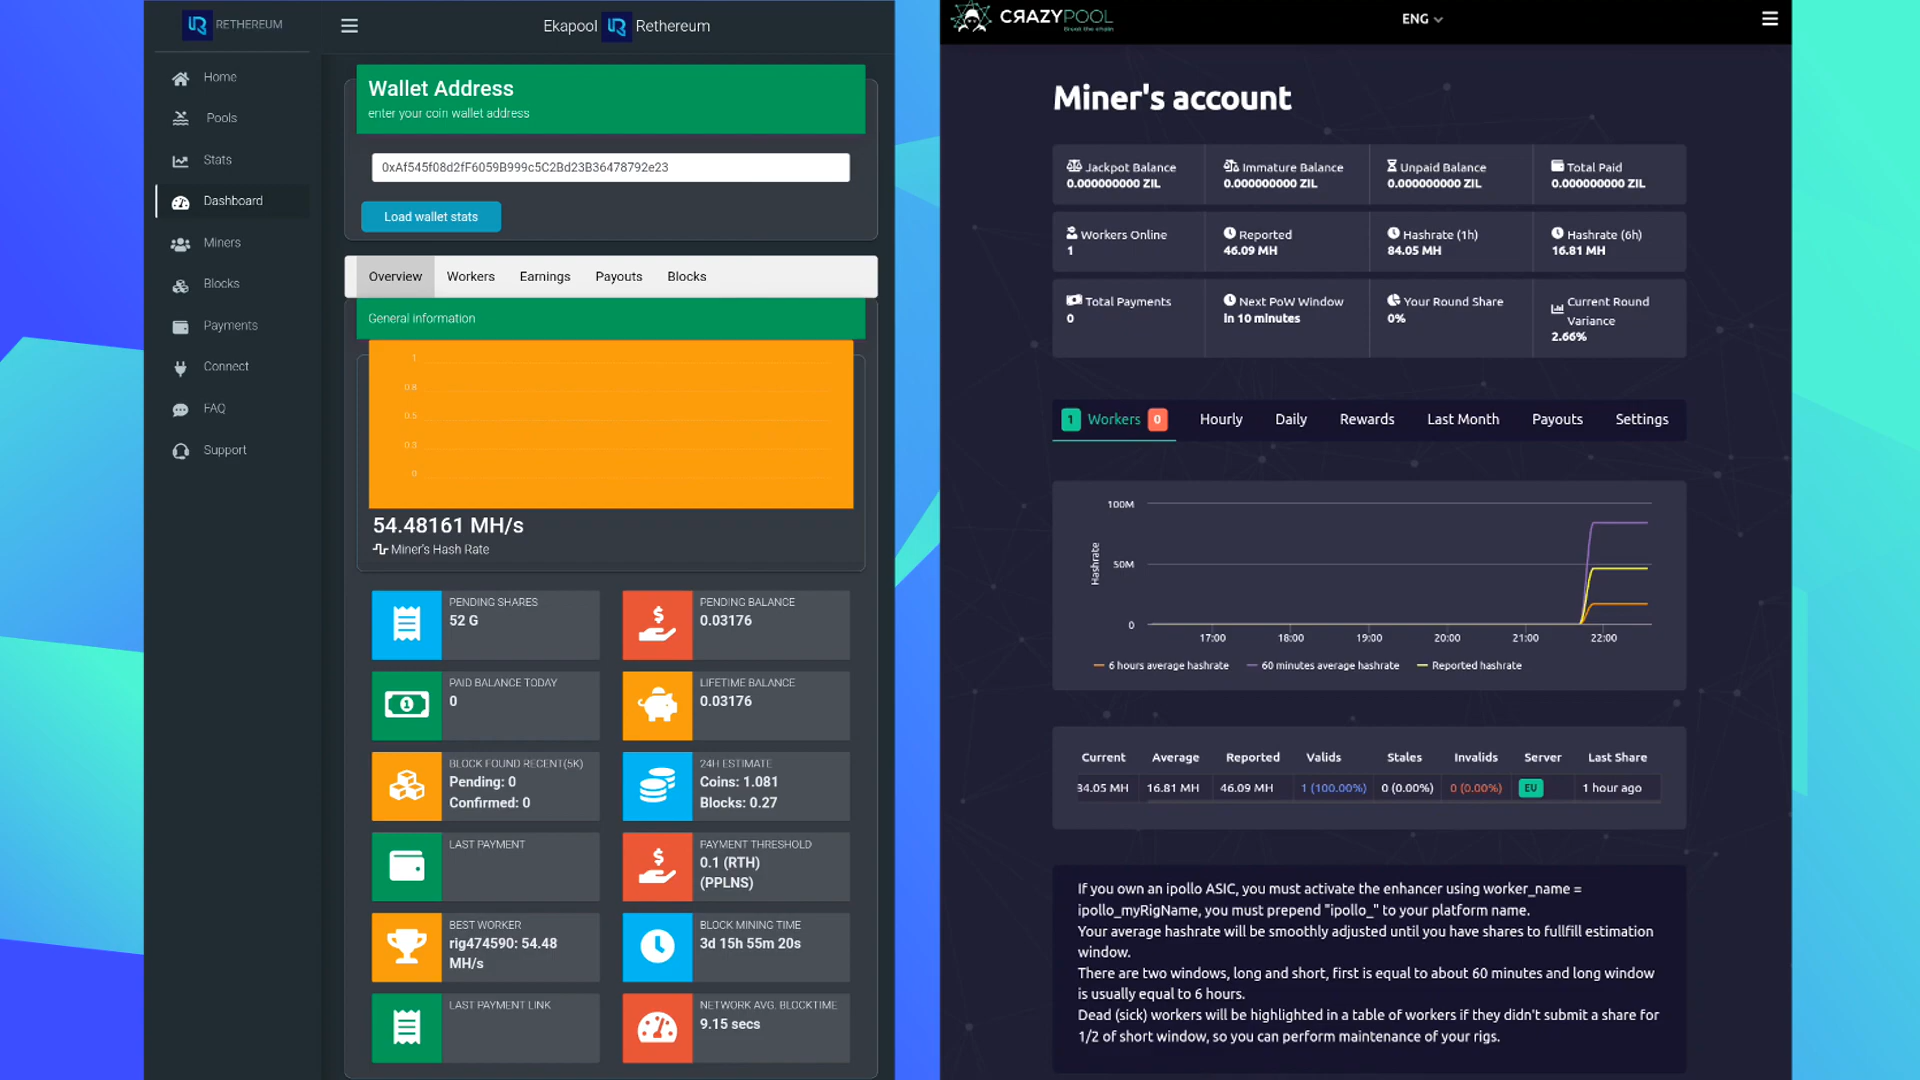 RETHEREUM
Home
Pools
Stats
Dashboard
Miners
Blocks
Payments
Connect
FAQ
Support
Ekapool Rethereum
Wallet Address
enter your coin wallet address
0xAf545f08d2fF6059B999c5C2Bd23B36478792e23
Load wallet stats
Overview Workers Earnings Payouts Blocks
General information
1
0.8
0.5
0.3
0
54.48161 MH/s
Miner's Hash Rate
PENDING SHARES
52 G
PENDING BALANCE
0.03176
PAID BALANCE TODAY
0
LIFETIME BALANCE
0.03176
BLOCK FOUND RECENT(5K)
Pending: 0
Confirmed: 0
24H ESTIMATE
Coins: 1.081
Blocks: 0.27
LAST PAYMENT
PAYMENT THRESHOLD
0.1 (RTH)
(PPLNS)
BEST WORKER
rig474590: 54.48
MH/s
BLOCK MINING TIME
3d 15h 55m 20s
LAST PAYMENT LINK
NETWORK AVG. BLOCKTIME
9.15 secs
CRAZYPOOL
Break the chain
ENG
Miner's account
Jackpot Balance
0.000000000 ZIL
Immature Balance
0.000000000 ZIL
Unpaid Balance
0.000000000 ZIL
Total Paid
0.000000000 ZIL
Workers Online
1
Reported
46.09 MH
Hashrate (1h)
84.05 MH
Hashrate (6h)
16.81 MH
Total Payments
0
Next PoW Window
in 10 minutes
Your Round Share
0%
Current Round
Variance
2.66%
1 Workers 0 Hourly Daily Rewards Last Month Payouts Settings
Hashrate
100M
50M
0
17:00 18:00 19:00 20:00 21:00 22:00
6 hours average hashrate 60 minutes average hashrate Reported hashrate
Current Average Reported Valids Stales Invalids Server Last Share
34.05 MH 16.81 MH 46.09 MH 1 (100.00%) 0 (0.00%) 0 (0.00%) EU 1 hour ago
If you own an ipollo ASIC, you must activate the enhancer using worker_name =
ipollo_myRigName, you must prepend "ipollo_" to your platform name.
Your average hashrate will be smoothly adjusted until you have shares to fullfill estimation
window.
There are two windows, long and short, first is equal to about 60 minutes and long window
is usually equal to 6 hours.
Dead (sick) workers will be highlighted in a table of workers if they didn't submit a share for
1/2 of short window, so you can perform maintenance of your rigs.